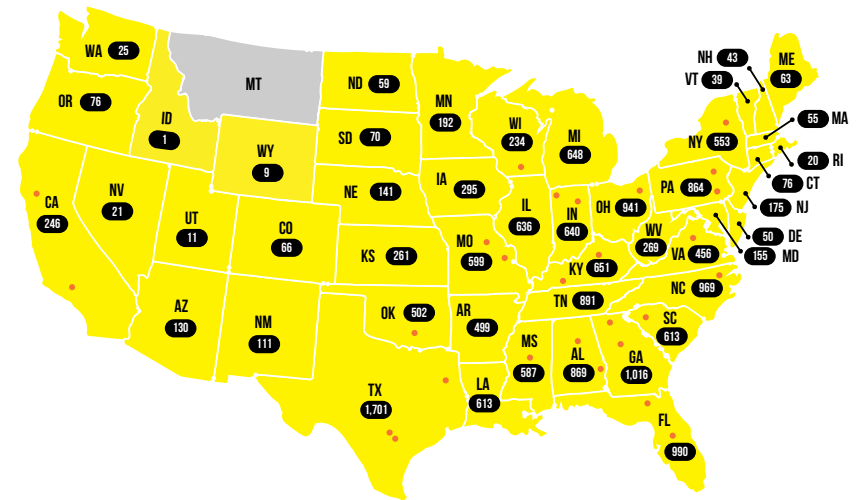 WA 25
OR 76
ID
1
MT
ND 59
MN
192
SD 70
WY
9
NE 141
IA
295
WI
234
MI
648
NY 553
NH 43
VT 39
ME
63
55 MA
20 RI
76 CT
175 NJ
50 DE
155 MD
CA
246
NV
21
UT
11
CO
66
KS 261
MO
599
IL
636
IN
640
OH 941
PA 864
WV
269
VA 456
KY 651
NC 969
TN 891
AZ
130
NM
111
OK 502
AR
499
SC
613
MS
587
AL
869
GA
1,016
TX
1,701
LA
613
FL
990